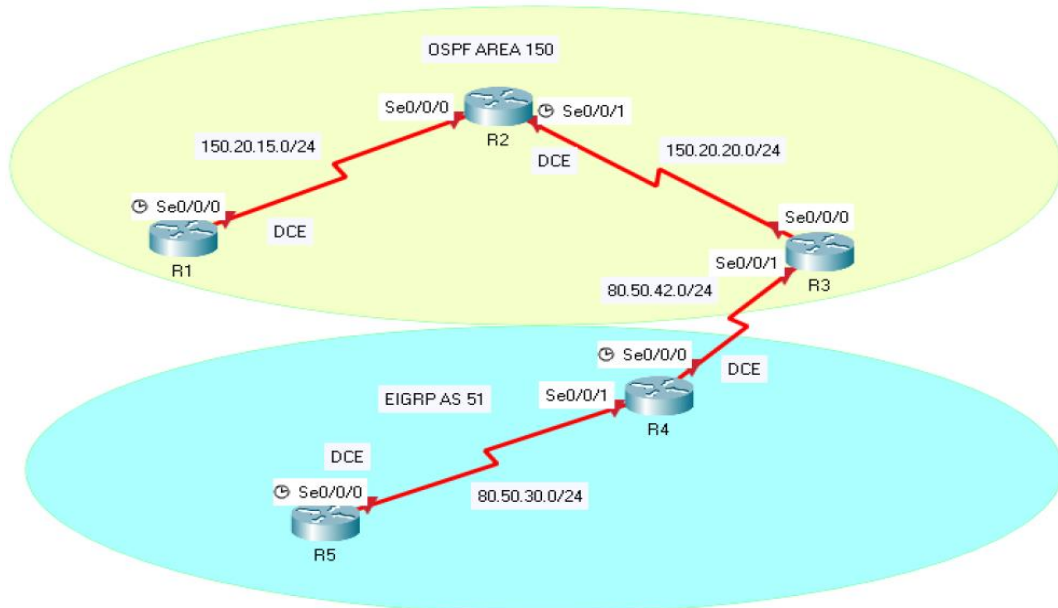 OSPF AREA 150
Se0/0/0
Se0/0/1
R2
150.20.15.0/24
DCE
150.20.20.0/24
Se0/0/0
DCE
R1
Se0/0/0
Se0/0/1
R3
80.50.42.0/24
Se0/0/0
DCE
EIGRP AS 51
Se0/0/1
R4
DCE
Se0/0/0
80.50.30.0/24
R5